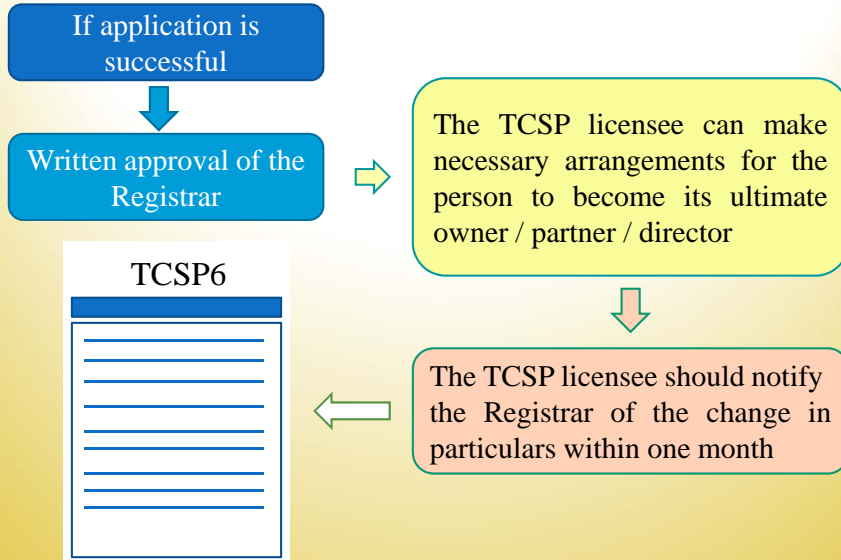 If application is
successful
Written approval of the
Registrar
The TCSP licensee can make
necessary arrangements for the
person to become its ultimate
owner / partner / director
The TCSP licensee should notify
the Registrar of the change in
particulars within one month
TCSP6